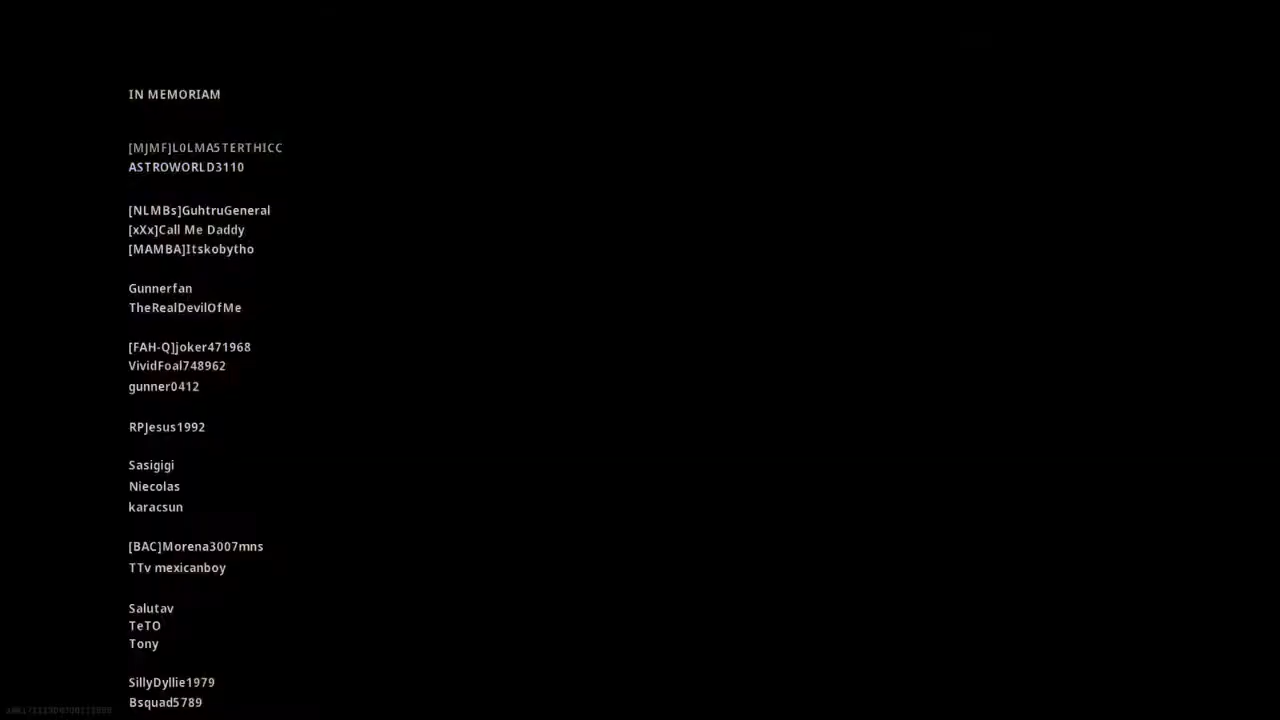 IN MEMORIAM
[MJMF]L0LMA5TERTHICC
ASTROWORLD3110
[NLMBs]GuhtruGeneral
[xXx]Call Me Daddy
[MAMBA]Itskobytho
Gunnerfan
TheRealDevilOfMe
[FAH-Q]joker471968
VividFoal748962
gunner0412
RPJesus1992
Sasigigi
Niecolas
karacsun
[BAC]Morena3007mns
TTv mexicanboy
Salutav
TeTO
Tony
SillyDyllie1979
Bsquad5789